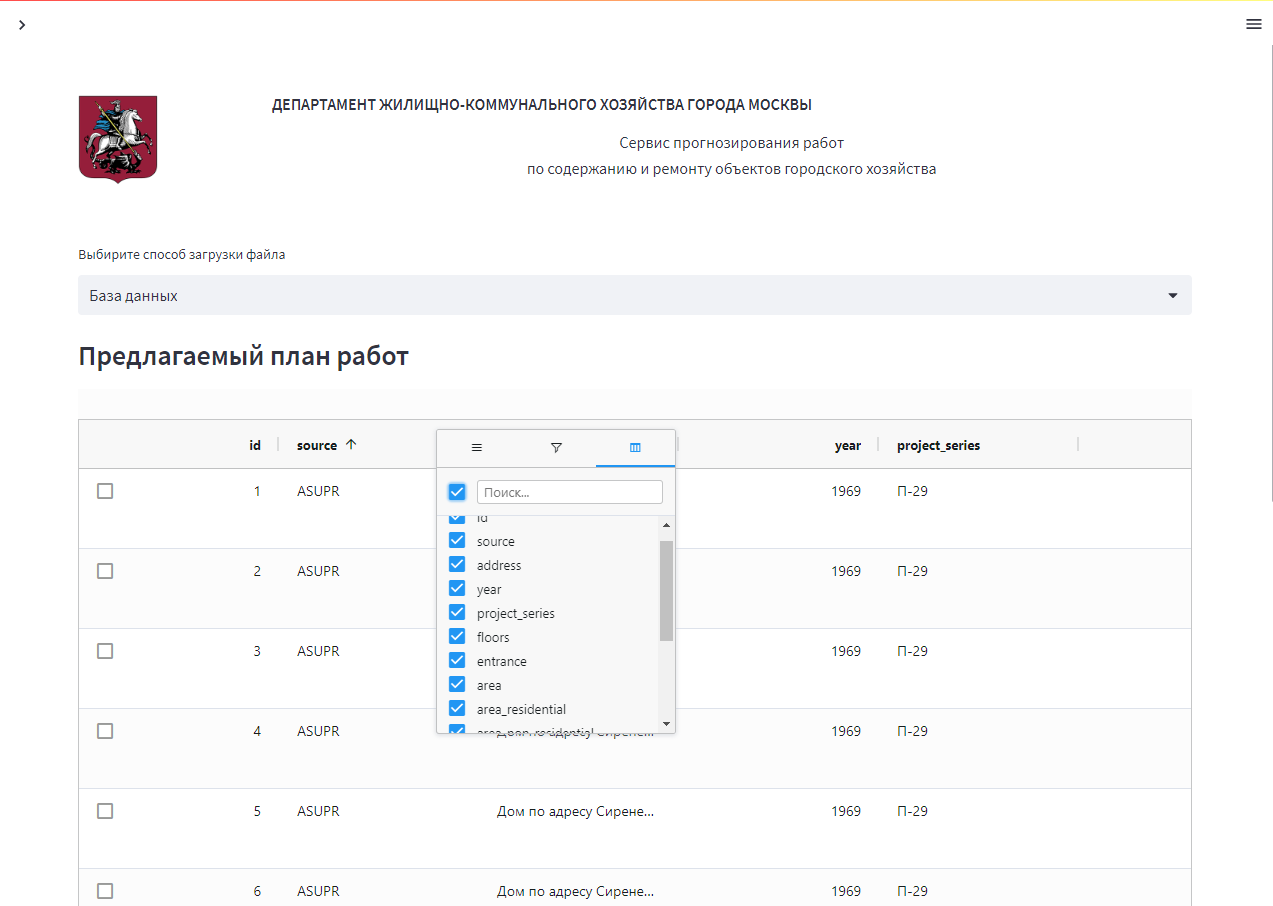 ДЕПАРТАМЕНТ ЖИЛИЩНО-КОММУНАЛЬНОГО ХОЗЯЙСТВА ГОРОДА МОСКВЫ
Сервис прогнозирования работ
по содержанию и ремонту объектов городского хозяйства
Выбирите способ загрузки файла
База данных
Предлагаемый план работ
id source year project_series
Поиск...
id
source
address
year
project_series
floors
entrance
area
area_residential
1 ASUPR 1969 П-29
2 ASUPR 1969 П-29
3 ASUPR 1969 П-29
4 ASUPR Сирене... 1969 П-29
5 ASUPR Дом по адресу Сирене... 1969 П-29
6 ASUPR Дом по адресу Сирене... 1969 П-29